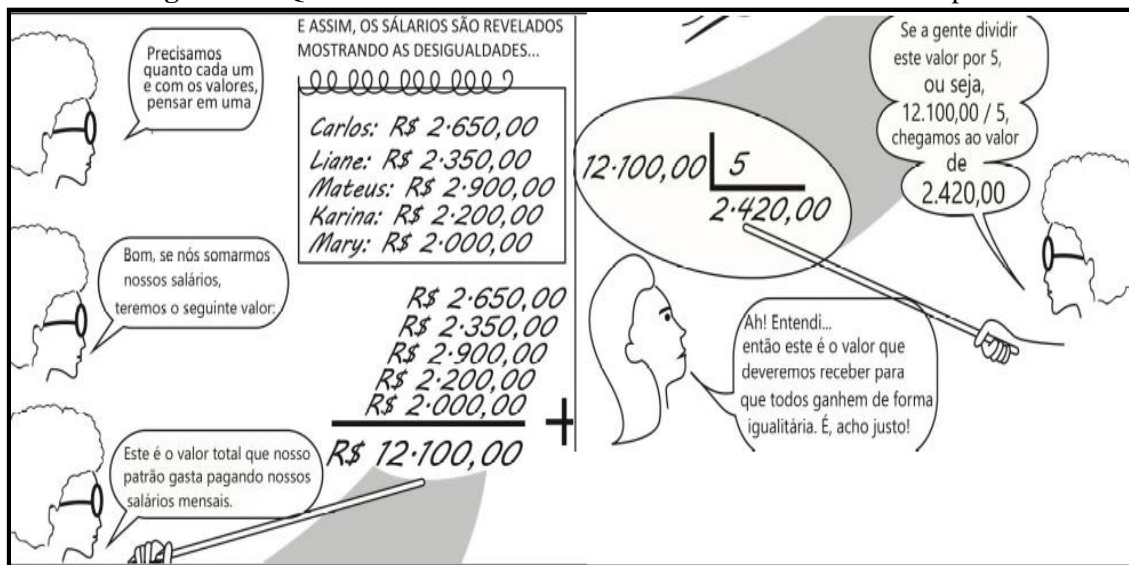 Precisamos
quanto cada um
e com os valores,
pensar em uma
E ASSIM, OS SÁLARIOS SÃO REVELADOS
MOSTRANDO AS DESIGUALDADES...
Carlos: R$ 2.650,00
Liane: R$ 2.350,00
Mateus: R$ 2.900,00
Karina: R$ 2.200,00
Mary: R$ 2.000,00
Bom, se nós somarmos
nossos salários,
teremos o seguinte valor:
R$ 2.650,00
R$ 2.350,00
R$ 2.900,00
R$ 2.200,00
R$ 2.000,00
+
R$ 12.100,00
Este é o valor total que nosso
patrão gasta pagando nossos
salários mensais.
Se a gente dividir
este valor por 5,
ou seja,
12.100,00 / 5,
chegamos ao valor
de
2.420,00
12.100,00 5
2.420,00
Ah! Entendi...
então este é o valor que
deveremos receber para
que todos ganhem de forma
igualitária. É, acho justo!